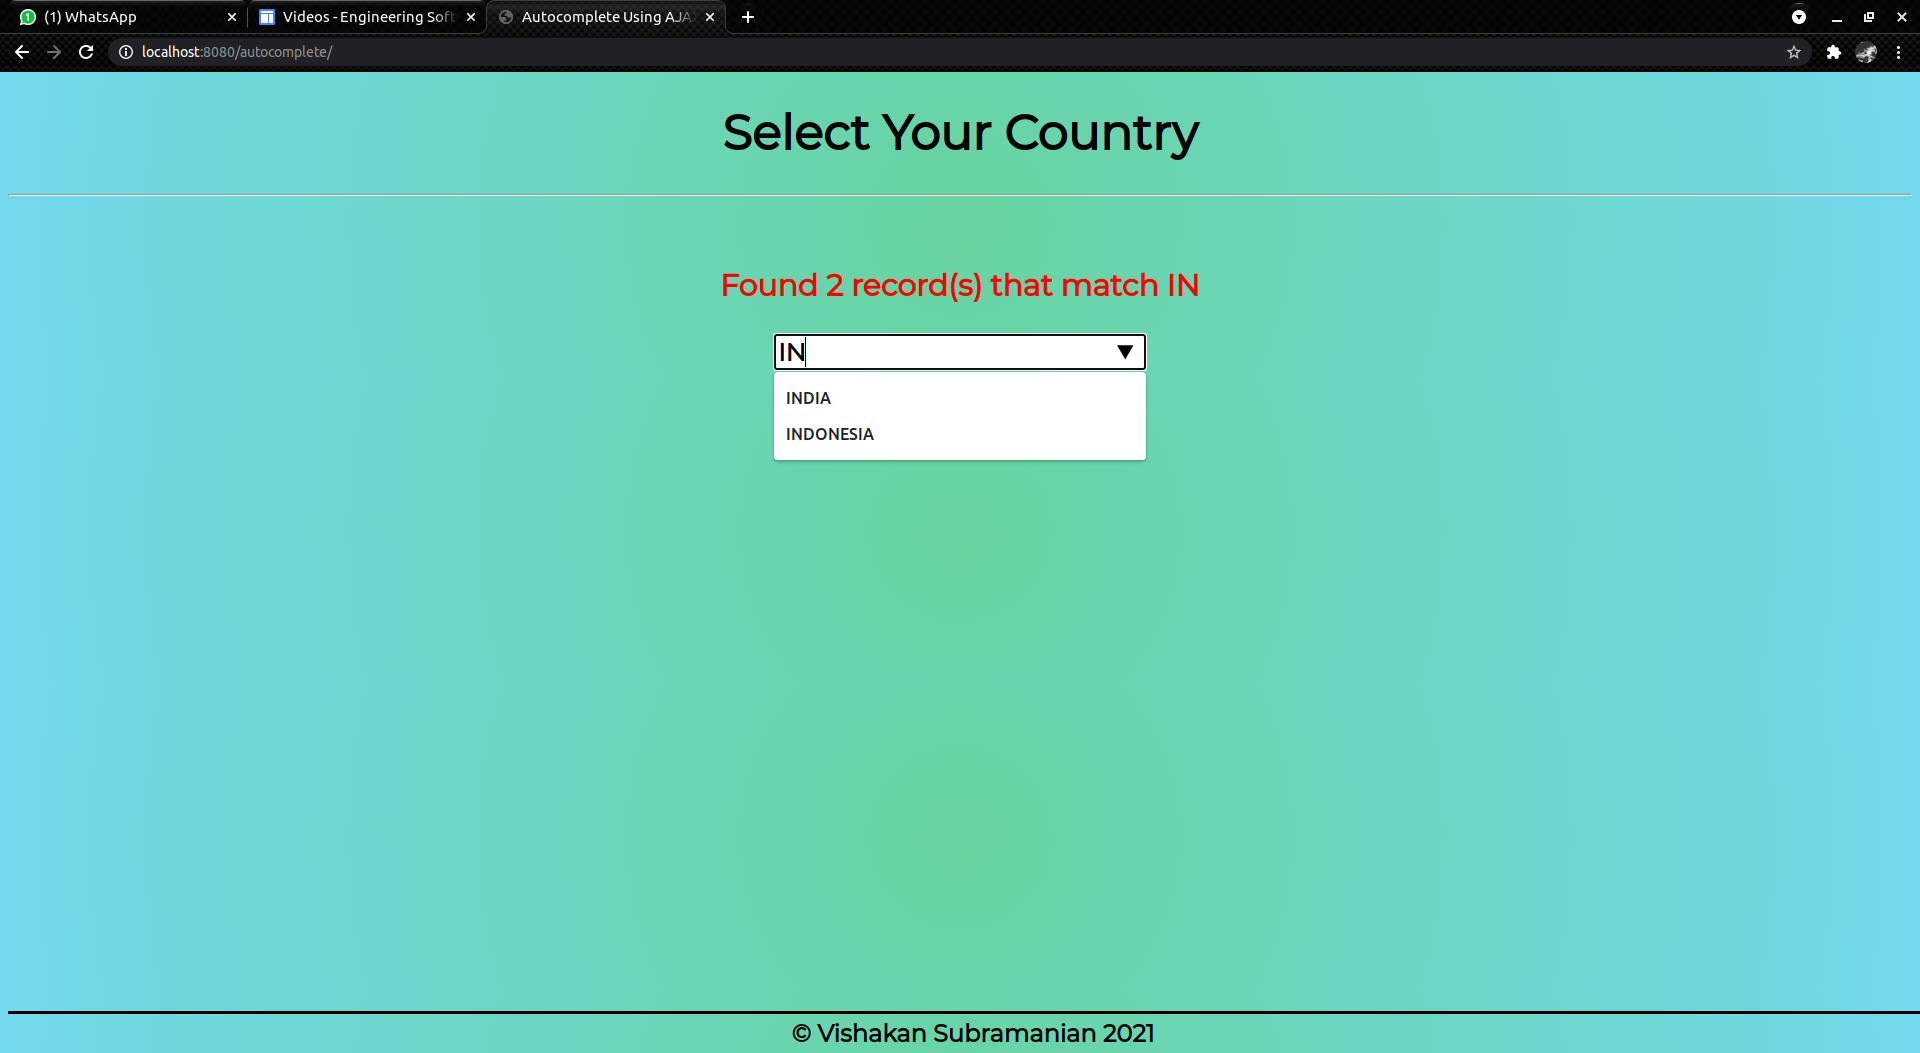 (1) WhatsApp
Videos - Engineering Soft
Autocomplete Using AJA
localhost:8080/autocomplete/
Select Your Country
Found 2 record(s) that match IN
IN
INDIA
INDONESIA
© Vishakan Subramanian 2021